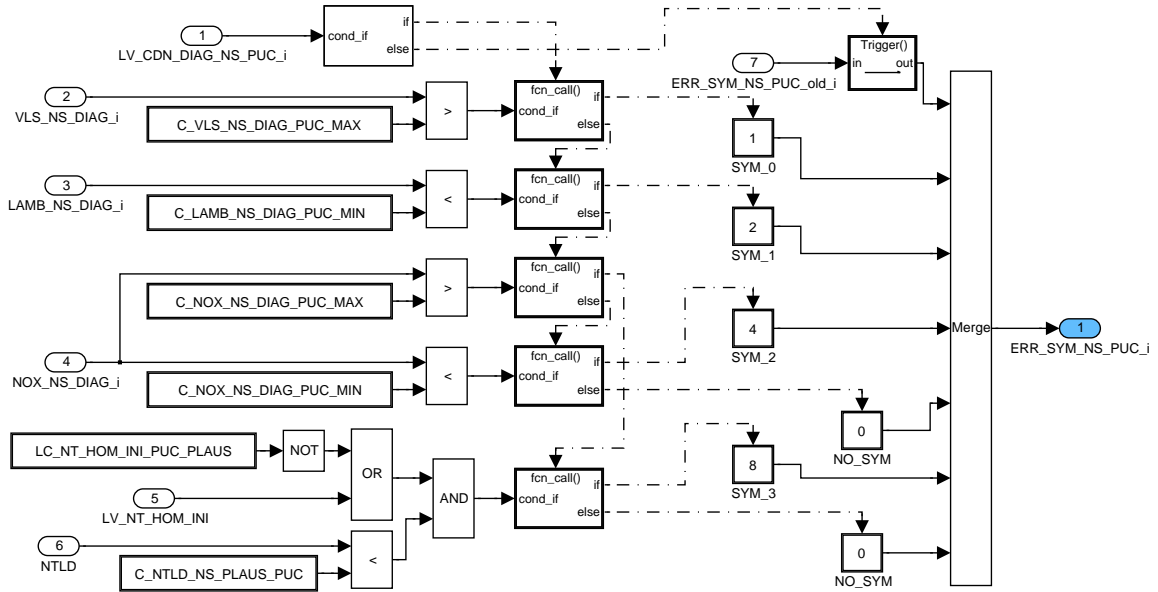 1
LV_CDN_DIAG_NS_PUC_i
cond_if
if
else
7
ERR_SYM_NS_PUC_old_i
Trigger()
in
out
2
VLS_NS_DIAG_i
C_VLS_NS_DIAG_PUC_MAX
>
fcn_call()
cond_if
if
else
1
SYM_0
3
LAMB_NS_DIAG_i
C_LAMB_NS_DIAG_PUC_MIN
<
fcn_call()
cond_if
if
else
2
SYM_1
C_NOX_NS_DIAG_PUC_MAX
>
fcn_call()
cond_if
if
else
4
SYM_2
Merge
1
ERR_SYM_NS_PUC_i
4
NOX_NS_DIAG_i
C_NOX_NS_DIAG_PUC_MIN
<
fcn_call()
cond_if
if
else
0
NO_SYM
LC_NT_HOM_INI_PUC_PLAUS
NOT
OR
5
LV_NT_HOM_INI
AND
fcn_call()
cond_if
if
else
8
SYM_3
6
NTLD
C_NTLD_NS_PLAUS_PUC
<
0
NO_SYM